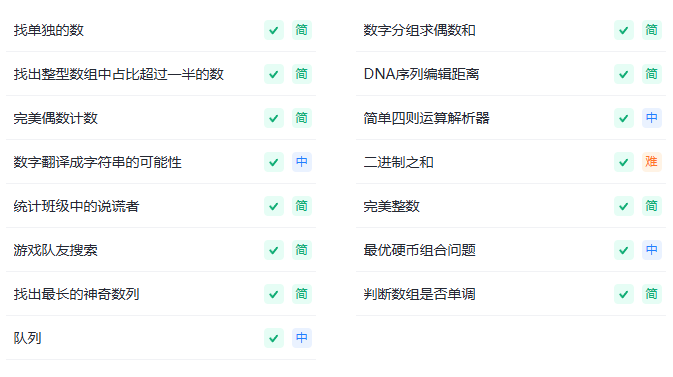 找单独的数 简
数字分组求偶数和 简
找出整型数组中占比超过一半的数 简
DNA序列编辑距离 简
完美偶数计数 简
简单四则运算解析器 中
数字翻译成字符串的可能性 中
二进制之和 难
统计班级中的说谎者 简
完美整数 简
游戏队友搜索 简
最优硬币组合问题 中
找出最长的神奇数列 简
判断数组是否单调 简
队列 中